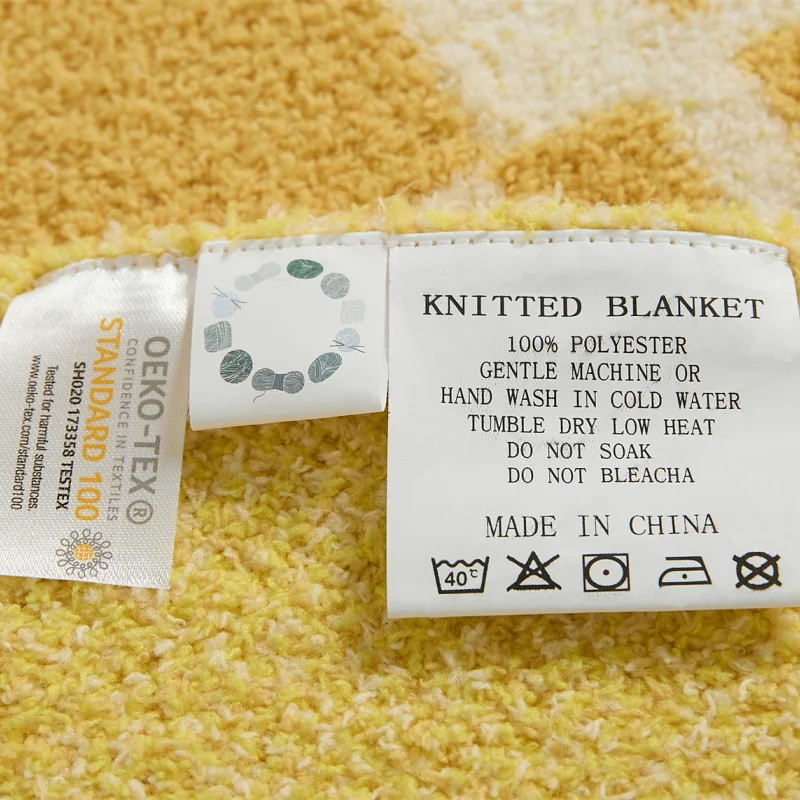 OEKO-TEX®
CONFIDENCE IN TEXTILES
STANDARD 100
SH020 173358 TESTEX
Tested for harmful substances.
www.oeko-tex.com/standard100
KNITTED BLANKET
100% POLYESTER
GENTLE MACHINE OR
HAND WASH IN COLD WATER
TUMBLE DRY LOW HEAT
DO NOT SOAK
DO NOT BLEACHA
MADE IN CHINA
40℃